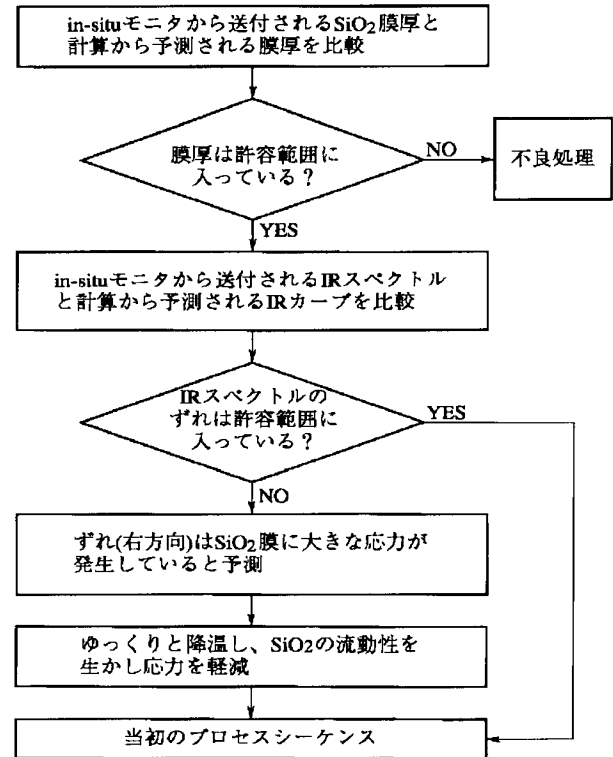 in-situモニタから送付されるSiO₂膜厚と
計算から予測される膜厚を比較
膜厚は許容範囲に
入っている？
NO
不良処理
YES
in-situモニタから送付されるIRスペクトル
と計算から予測されるIRカーブを比較
IRスペクトルの
ずれは許容範囲に
入っている？
YES
NO
ずれ(右方向)はSiO₂膜に大きな応力が
発生していると予測
ゆっくりと降温し、SiO₂の流動性を
生かし応力を軽減
当初のプロセスシーケンス